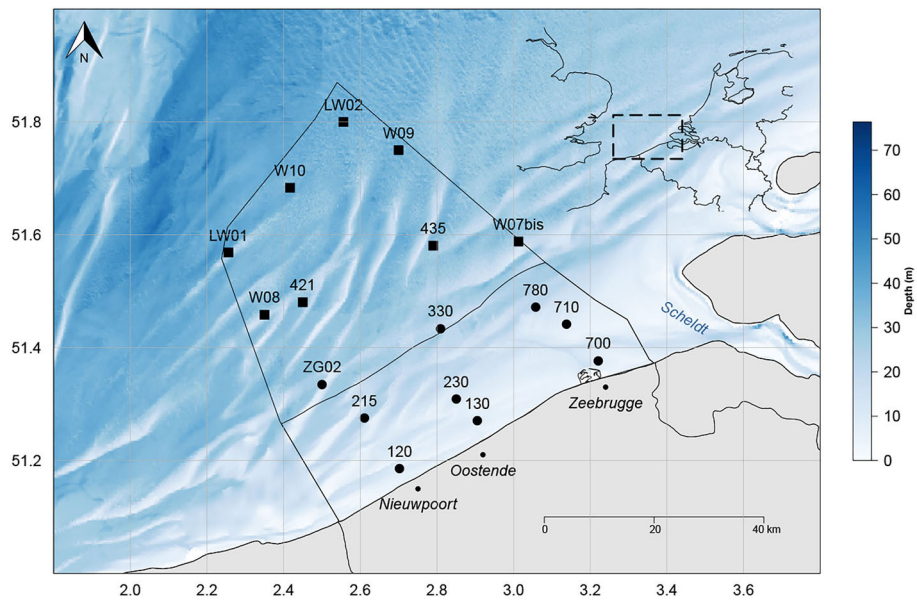 N
LW02
51.8
W09
W10
LW01
435
W07bis
51.6
W08
421
780
710
330
Scheldt
51.4
700
ZG02
230
215
130
Zeebrugge
120
Oostende
51.2
Nieuwpoort
0
20
40 km
2.0
2.2
2.4
2.6
2.8
3.0
3.2
3.4
3.6
70
60
50
40
30
20
10
0
Depth (m)